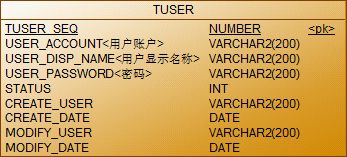 TUSER
TUSER_SEQ NUMBER <pk>
USER_ACCOUNT<用户账户> VARCHAR2(200)
USER_DISP_NAME<用户显示名称> VARCHAR2(200)
USER_PASSWORD<密码> VARCHAR2(200)
STATUS INT
CREATE_USER VARCHAR2(200)
CREATE_DATE DATE
MODIFY_USER VARCHAR2(200)
MODIFY_DATE DATE